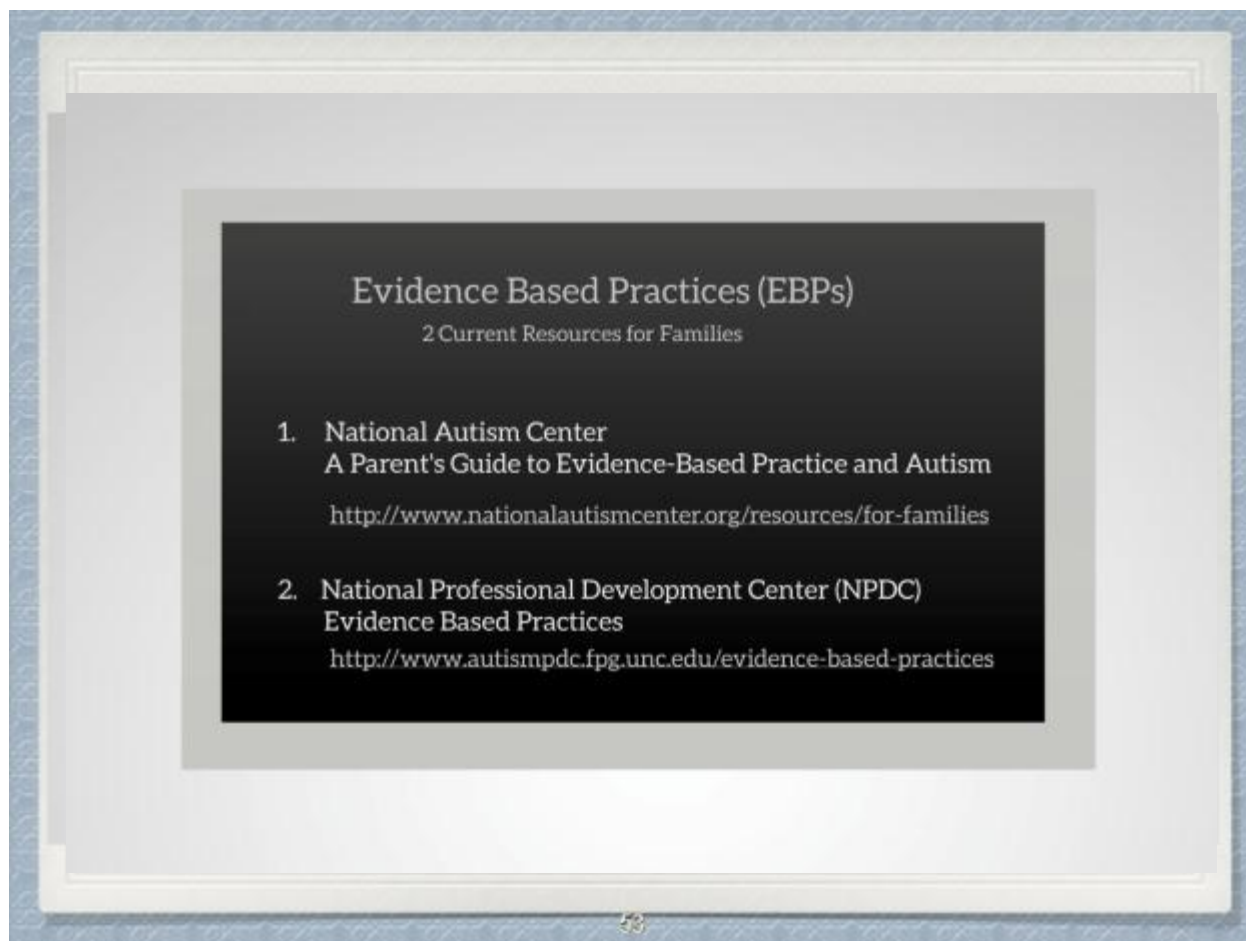 Evidence Based Practices (EBPs)
2 Current Resources for Families
1. National Autism Center
A Parent's Guide to Evidence-Based Practice and Autism
http://www.nationalautismcenter.org/resources/for-families
2. National Professional Development Center (NPDC)
Evidence Based Practices
http://www.autismpdc.fpg.unc.edu/evidence-based-practices
53